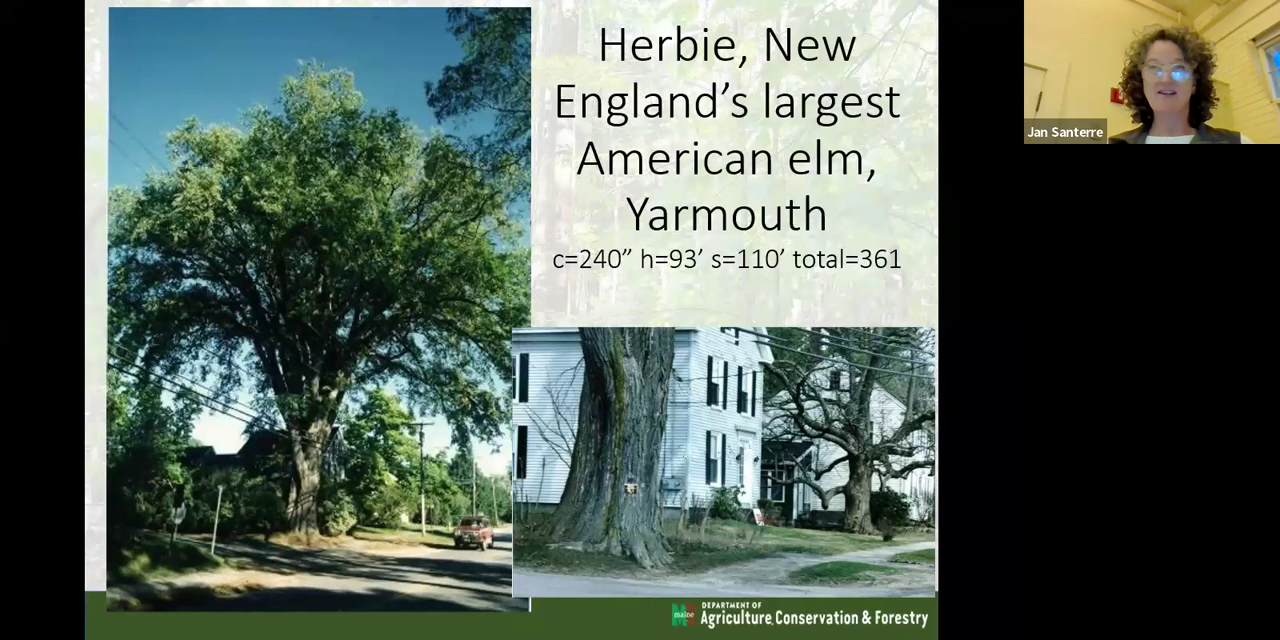 Herbie, New
England’s largest
American elm,
Yarmouth
c=240” h=93’ s=110’ total=361
Jan Santerre
maine
DEPARTMENT OF
Agriculture, Conservation & Forestry